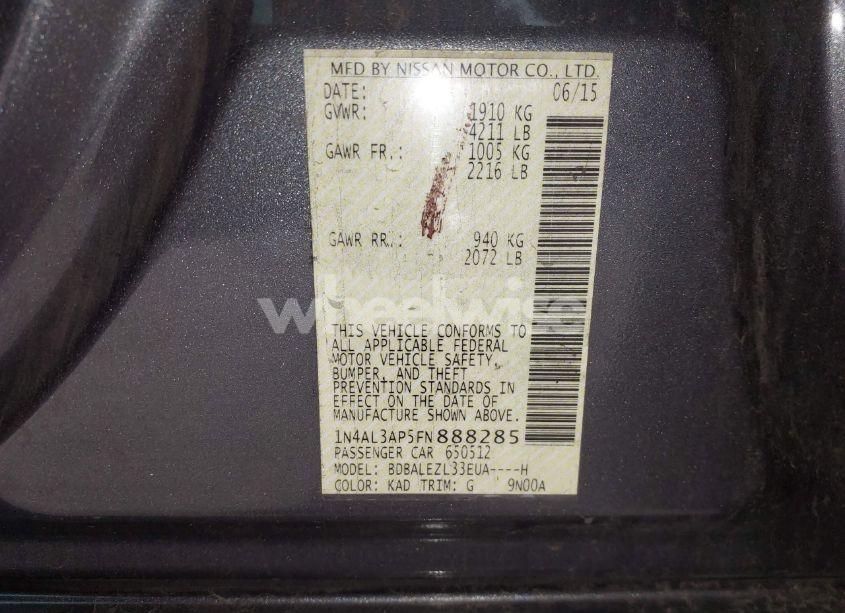 MFD BY NISSAN MOTOR CO., LTD.
DATE: 06/15
GVWR: 1910 KG
4211 LB
GAWR FR.: 1005 KG
2216 LB
GAWR RR.: 940 KG
2072 LB
wheelwise
THIS VEHICLE CONFORMS TO
ALL APPLICABLE FEDERAL
MOTOR VEHICLE SAFETY,
BUMPER, AND THEFT
PREVENTION STANDARDS IN
EFFECT ON THE DATE OF
MANUFACTURE SHOWN ABOVE.
1N4AL3AP5FN888285
PASSENGER CAR 650512
MODEL: BDBALEZL33EUA----H
COLOR: KAD TRIM: G 9N00A